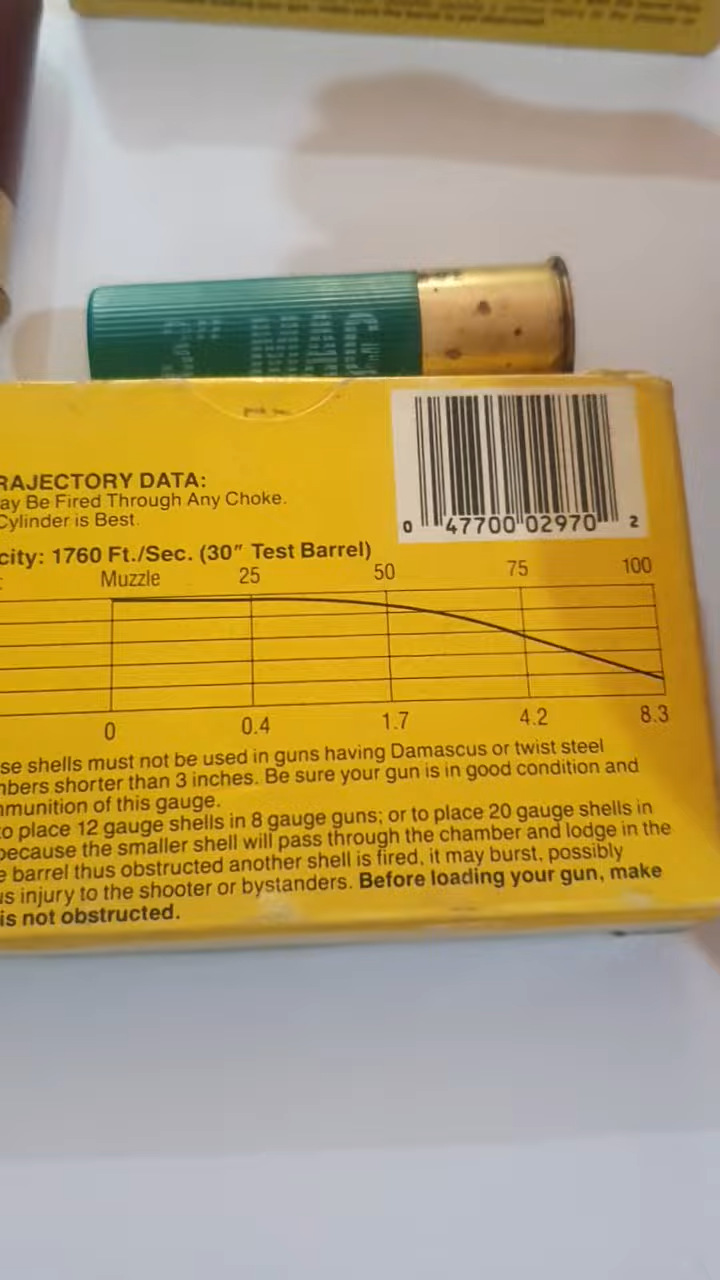 RAJECTORY DATA:
ay Be Fired Through Any Choke.
Cylinder is Best.
0 47700 02970 2
city: 1760 Ft./Sec. (30″ Test Barrel)
Muzzle 25 50 75 100
0 0.4 1.7 4.2 8.3
se shells must not be used in guns having Damascus or twist steel
mbers shorter than 3 inches. Be sure your gun is in good condition and
mmunition of this gauge.
to place 12 gauge shells in 8 gauge guns; or to place 20 gauge shells in
because the smaller shell will pass through the chamber and lodge in the
e barrel thus obstructed another shell is fired, it may burst, possibly
us injury to the shooter or bystanders. Before loading your gun, make
is not obstructed.